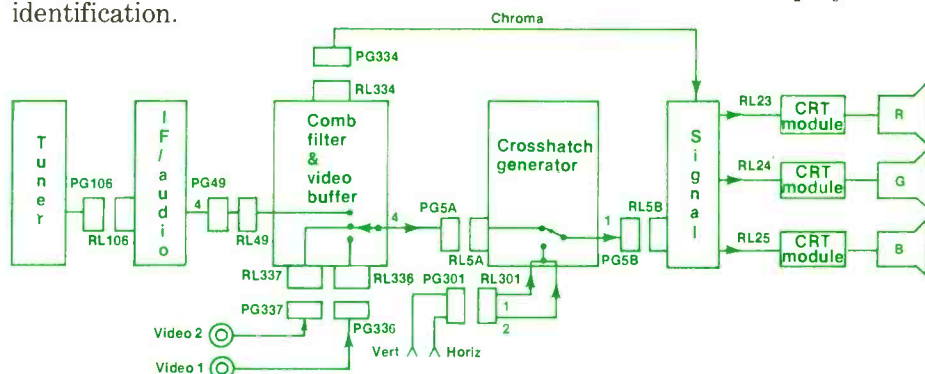 identification.
Chroma
PG334
RL334
Tuner
PG106
RL106
IF/audio
PG49
4
RL49
Comb
filter
&
video
buffer
4
PG5A
RL5A
Crosshatch
generator
1
PG5B
RL5B
Signal
RL23
CRT
module
R
RL24
CRT
module
G
RL25
CRT
module
B
RL337
RL336
PG301
RL301
1
2
PG337
PG336
Video 2
Video 1
Vert
Horiz